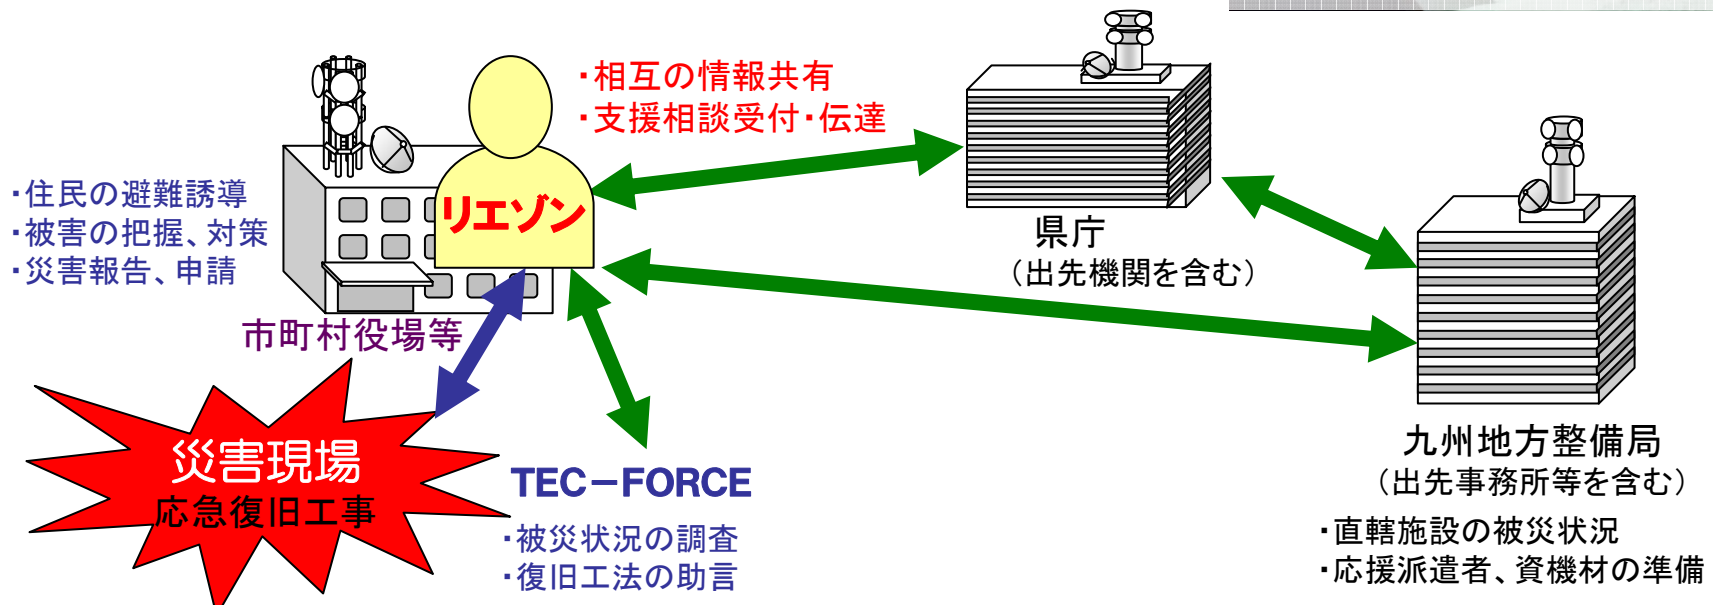 ・相互の情報共有
・支援相談受付・伝達
・住民の避難誘導
・被害の把握、対策
・災害報告、申請
リエゾン
市町村役場等
県庁
（出先機関を含む）
災害現場
応急復旧工事
TEC－FORCE
・被災状況の調査
・復旧工法の助言
九州地方整備局
（出先事務所等を含む）
・直轄施設の被災状況
・応援派遣者、資機材の準備